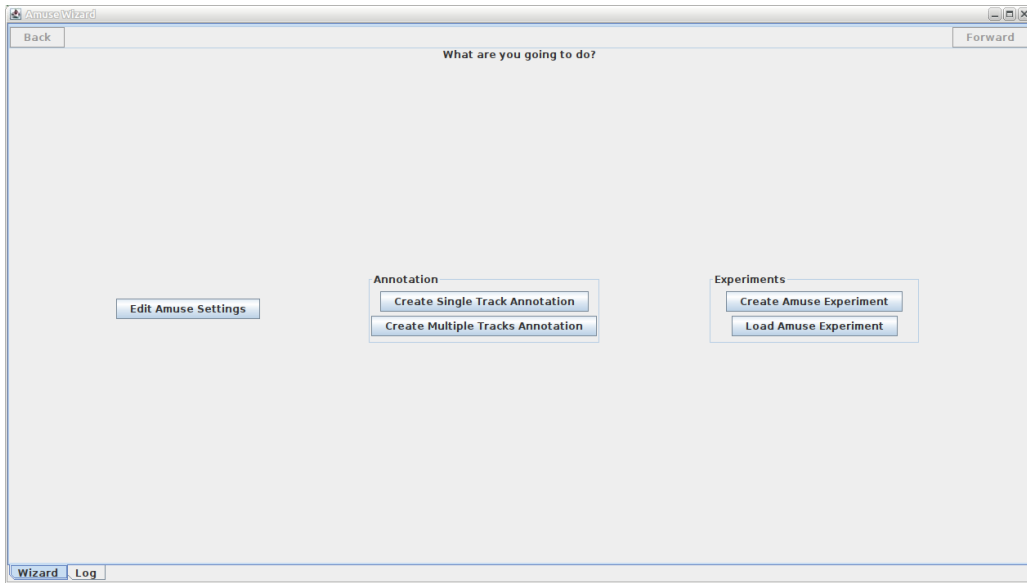 Amuse Wizard
Back
Forward
What are you going to do?
Edit Amuse Settings
Annotation
Create Single Track Annotation
Create Multiple Tracks Annotation
Experiments
Create Amuse Experiment
Load Amuse Experiment
Wizard
Log